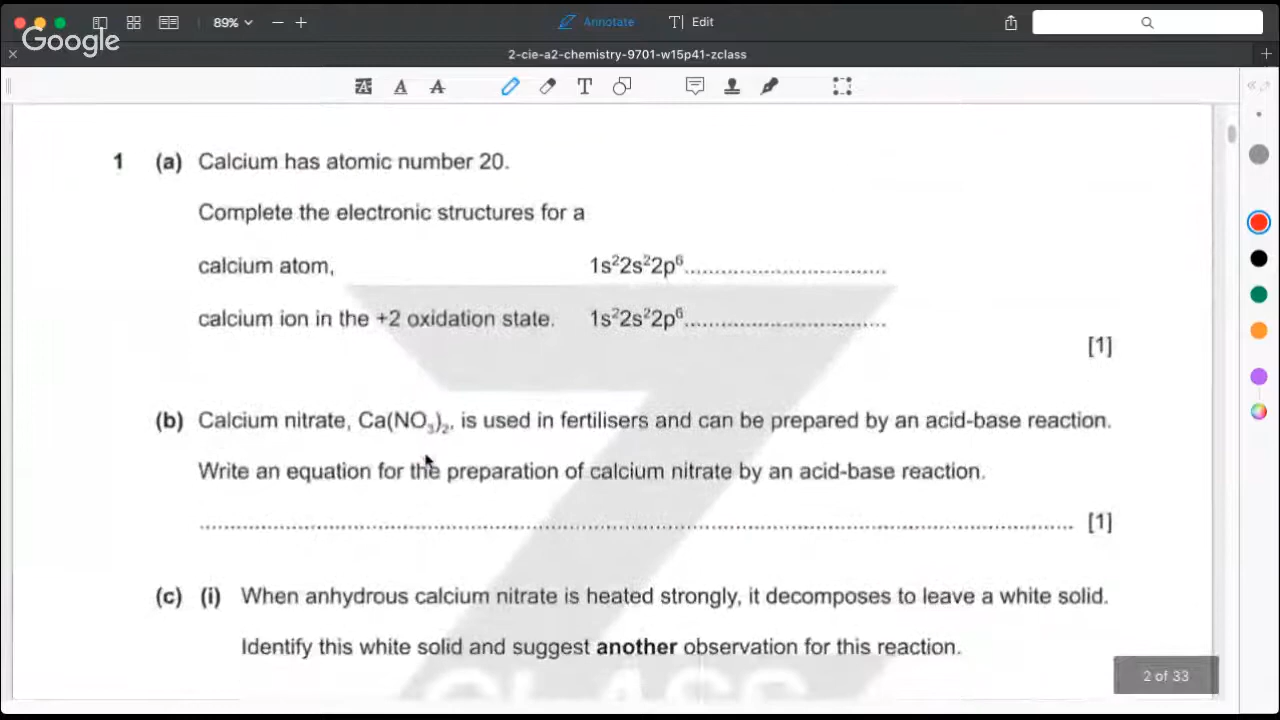 89%
Annotate
T| Edit
Google
2-cie-a2-chemistry-9701-w15p41-zclass
1 (a) Calcium has atomic number 20.
Complete the electronic structures for a
calcium atom, 1s²2s²2p⁶................................
calcium ion in the +2 oxidation state. 1s²2s²2p⁶................................
[1]
(b) Calcium nitrate, Ca(NO₃)₂, is used in fertilisers and can be prepared by an acid-base reaction.
Write an equation for the preparation of calcium nitrate by an acid-base reaction.
................................................................................ [1]
(c) (i) When anhydrous calcium nitrate is heated strongly, it decomposes to leave a white solid.
Identify this white solid and suggest another observation for this reaction.
CLASS
2 of 33